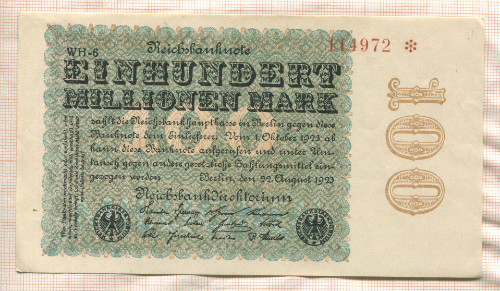 WH-6
Reichsbanknote
114972 *
EINHUNDERT
MILLIONEN MARK
zahlt die Reichsbankhauptkasse in Berlin gegen diese
Banknote dem Einlieferer. Vom 1. Oktober 1923 ab
kann diese Banknote aufgerufen und unter Um-
tausch gegen andere gesetzliche Zahlungsmittel ein-
gezogen werden Berlin, den 22. August 1923
Reichsbankdirektorium
100